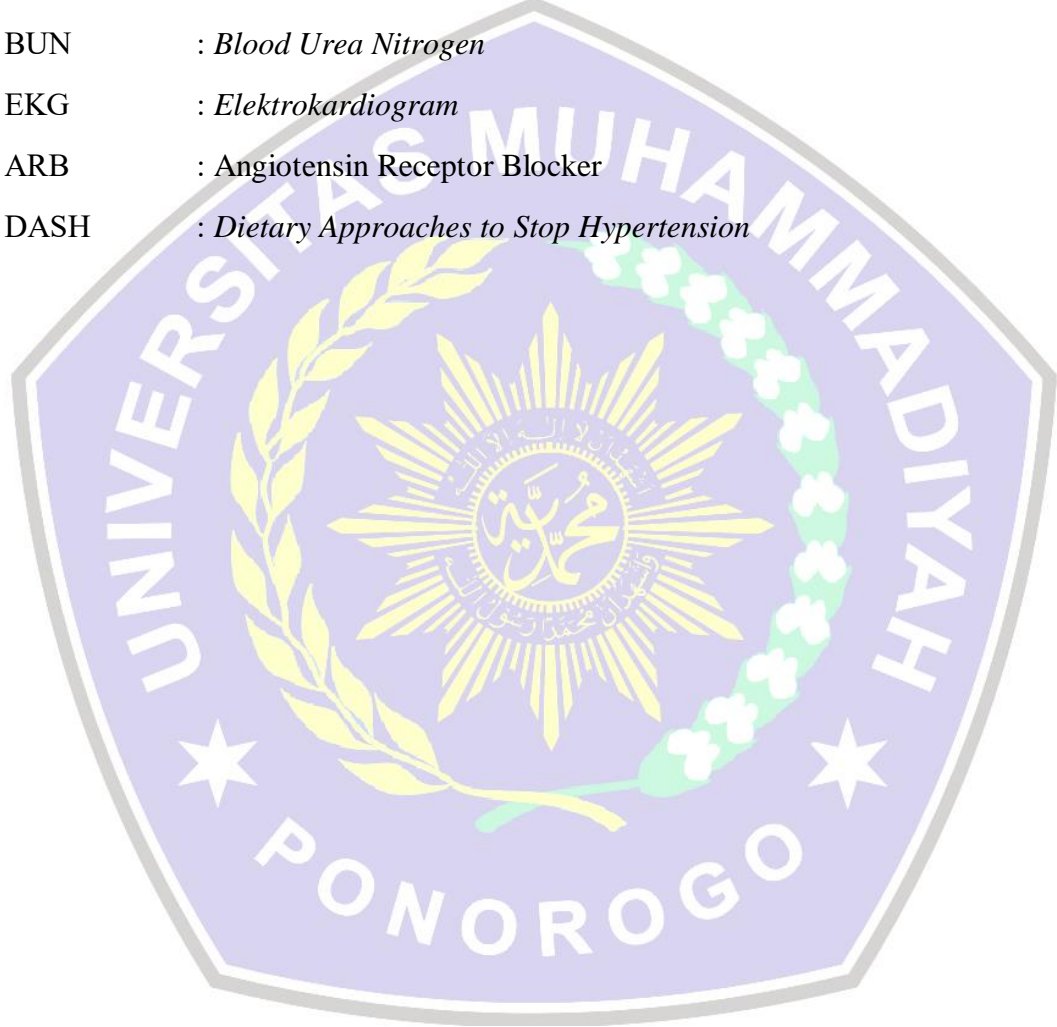 BUN : Blood Urea Nitrogen
EKG : Elektrokardiogram
ARB : Angiotensin Receptor Blocker
DASH : Dietary Approaches to Stop Hypertension
UNIVERSITAS MUHAMMADIYAH
PONOROGO
محمدية